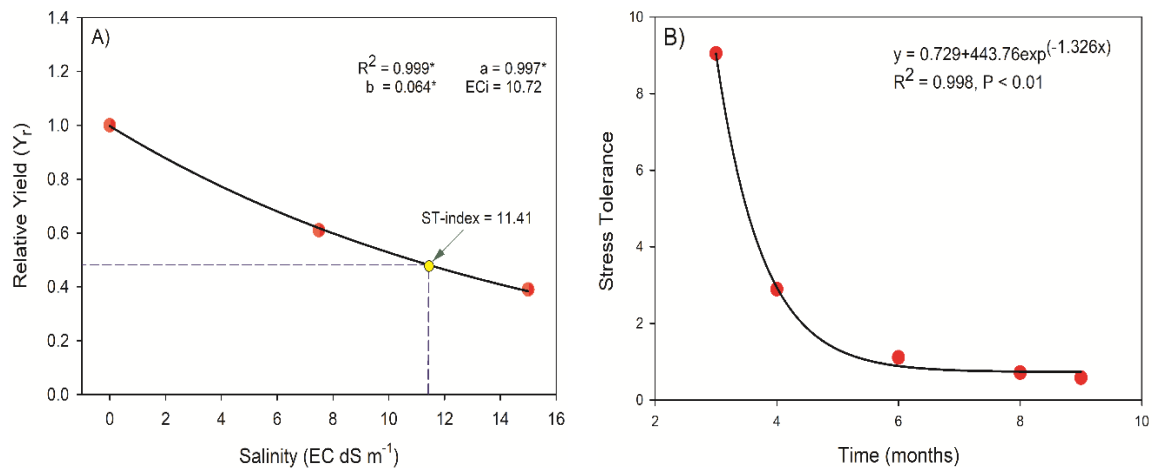 A)
R² = 0.999* a = 0.997*
b = 0.064* ECi = 10.72
ST-index = 11.41
Relative Yield (Yr)
1.4
1.2
1.0
0.8
0.6
0.4
0.2
0.0
0 2 4 6 8 10 12 14 16
Salinity (EC dS m⁻¹)
B)
y = 0.729+443.76exp(-1.326x)
R² = 0.998, P < 0.01
Stress Tolerance
10
8
6
4
2
0
2 4 6 8 10
Time (months)